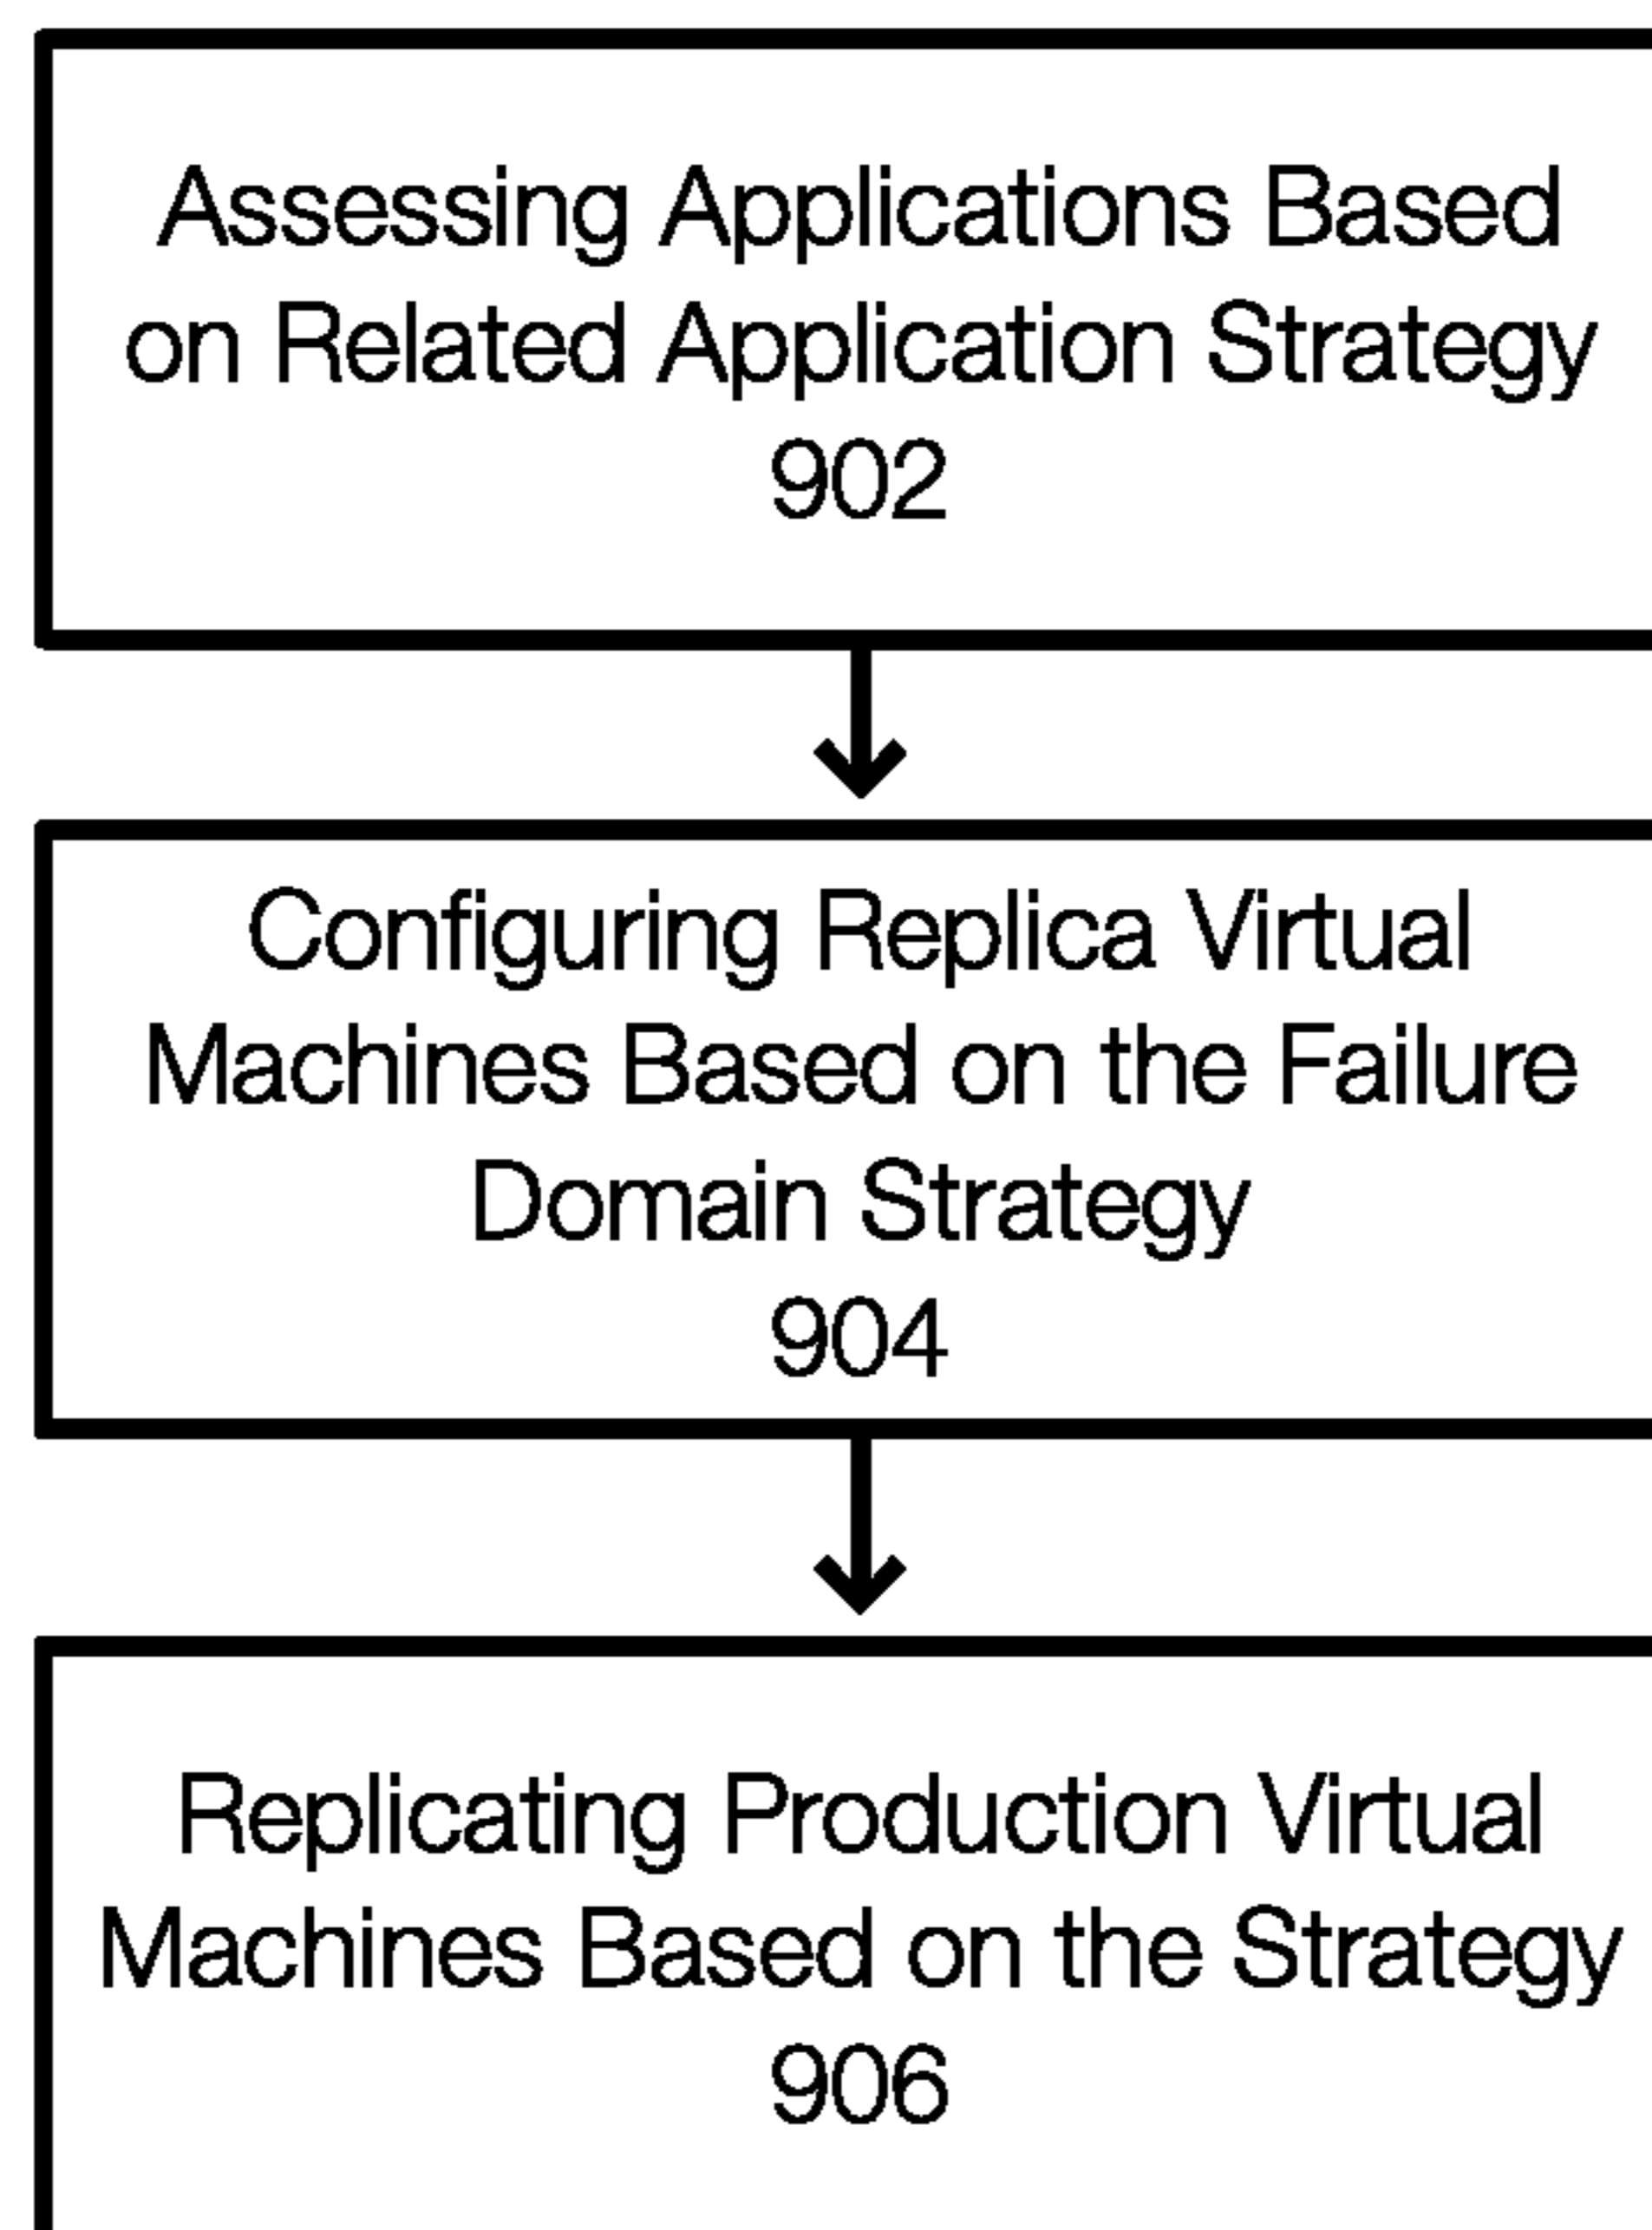 Assessing Applications Based
on Related Application Strategy
902
Configuring Replica Virtual
Machines Based on the Failure
Domain Strategy
904
Replicating Production Virtual
Machines Based on the Strategy
906